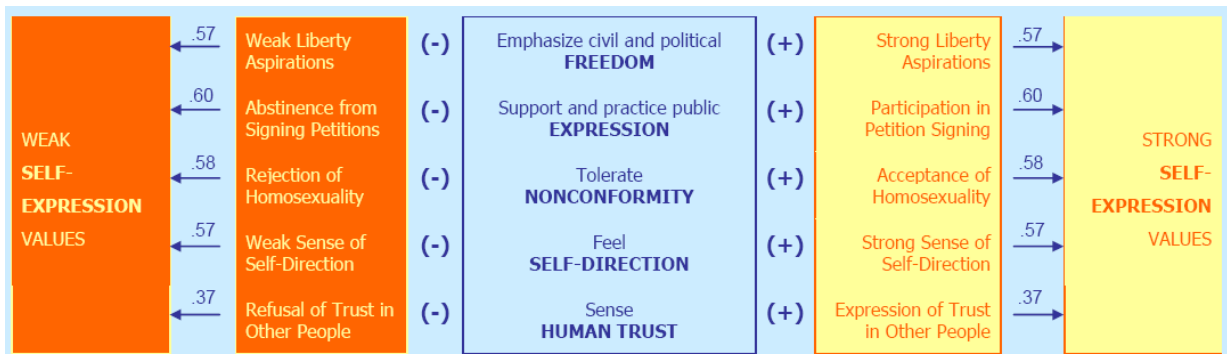 .57
Weak Liberty
Aspirations
(-)
Emphasize civil and political
FREEDOM
(+)
Strong Liberty
Aspirations
.57
.60
Abstinence from
Signing Petitions
(-)
Support and practice public
EXPRESSION
(+)
Participation in
Petition Signing
.60
WEAK
SELF-
EXPRESSION
VALUES
.58
Rejection of
Homosexuality
(-)
Tolerate
NONCONFORMITY
(+)
Acceptance of
Homosexuality
.58
STRONG
SELF-
EXPRESSION
VALUES
.57
Weak Sense of
Self-Direction
(-)
Feel
SELF-DIRECTION
(+)
Strong Sense of
Self-Direction
.57
.37
Refusal of Trust in
Other People
(-)
Sense
HUMAN TRUST
(+)
Expression of Trust
in Other People
.37